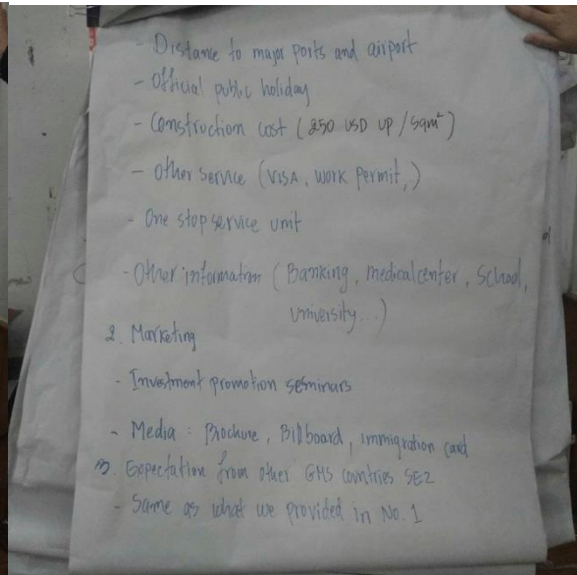 - Distance to major ports and airport
- Official public holiday
- Construction cost (250 USD UP / Sqm²)
- Other service (VISA, work permit,)
- One stop service unit
- Other information (Banking, medical center, School,
University...)
2. Marketing
- Investment promotion seminars
- Media : Brochure, Billboard, immigration card
3. Expectation from other GMS countries SEZ
- Same as what we provided in No. 1